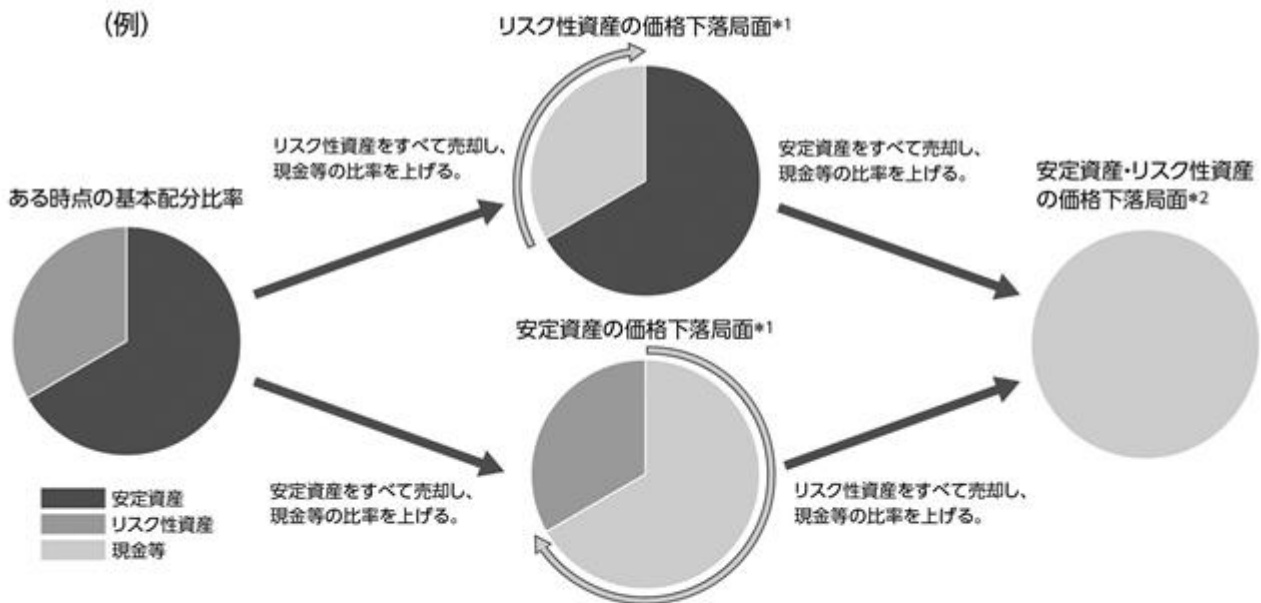 (例)
リスク性資産の価格下落局面*1
リスク性資産をすべて売却し、
現金等の比率を上げる。
安定資産をすべて売却し、
現金等の比率を上げる。
ある時点の基本配分比率
安定資産・リスク性資産
の価格下落局面*2
安定資産の価格下落局面*1
安定資産をすべて売却し、
現金等の比率を上げる。
リスク性資産をすべて売却し、
現金等の比率を上げる。
安定資産
リスク性資産
現金等